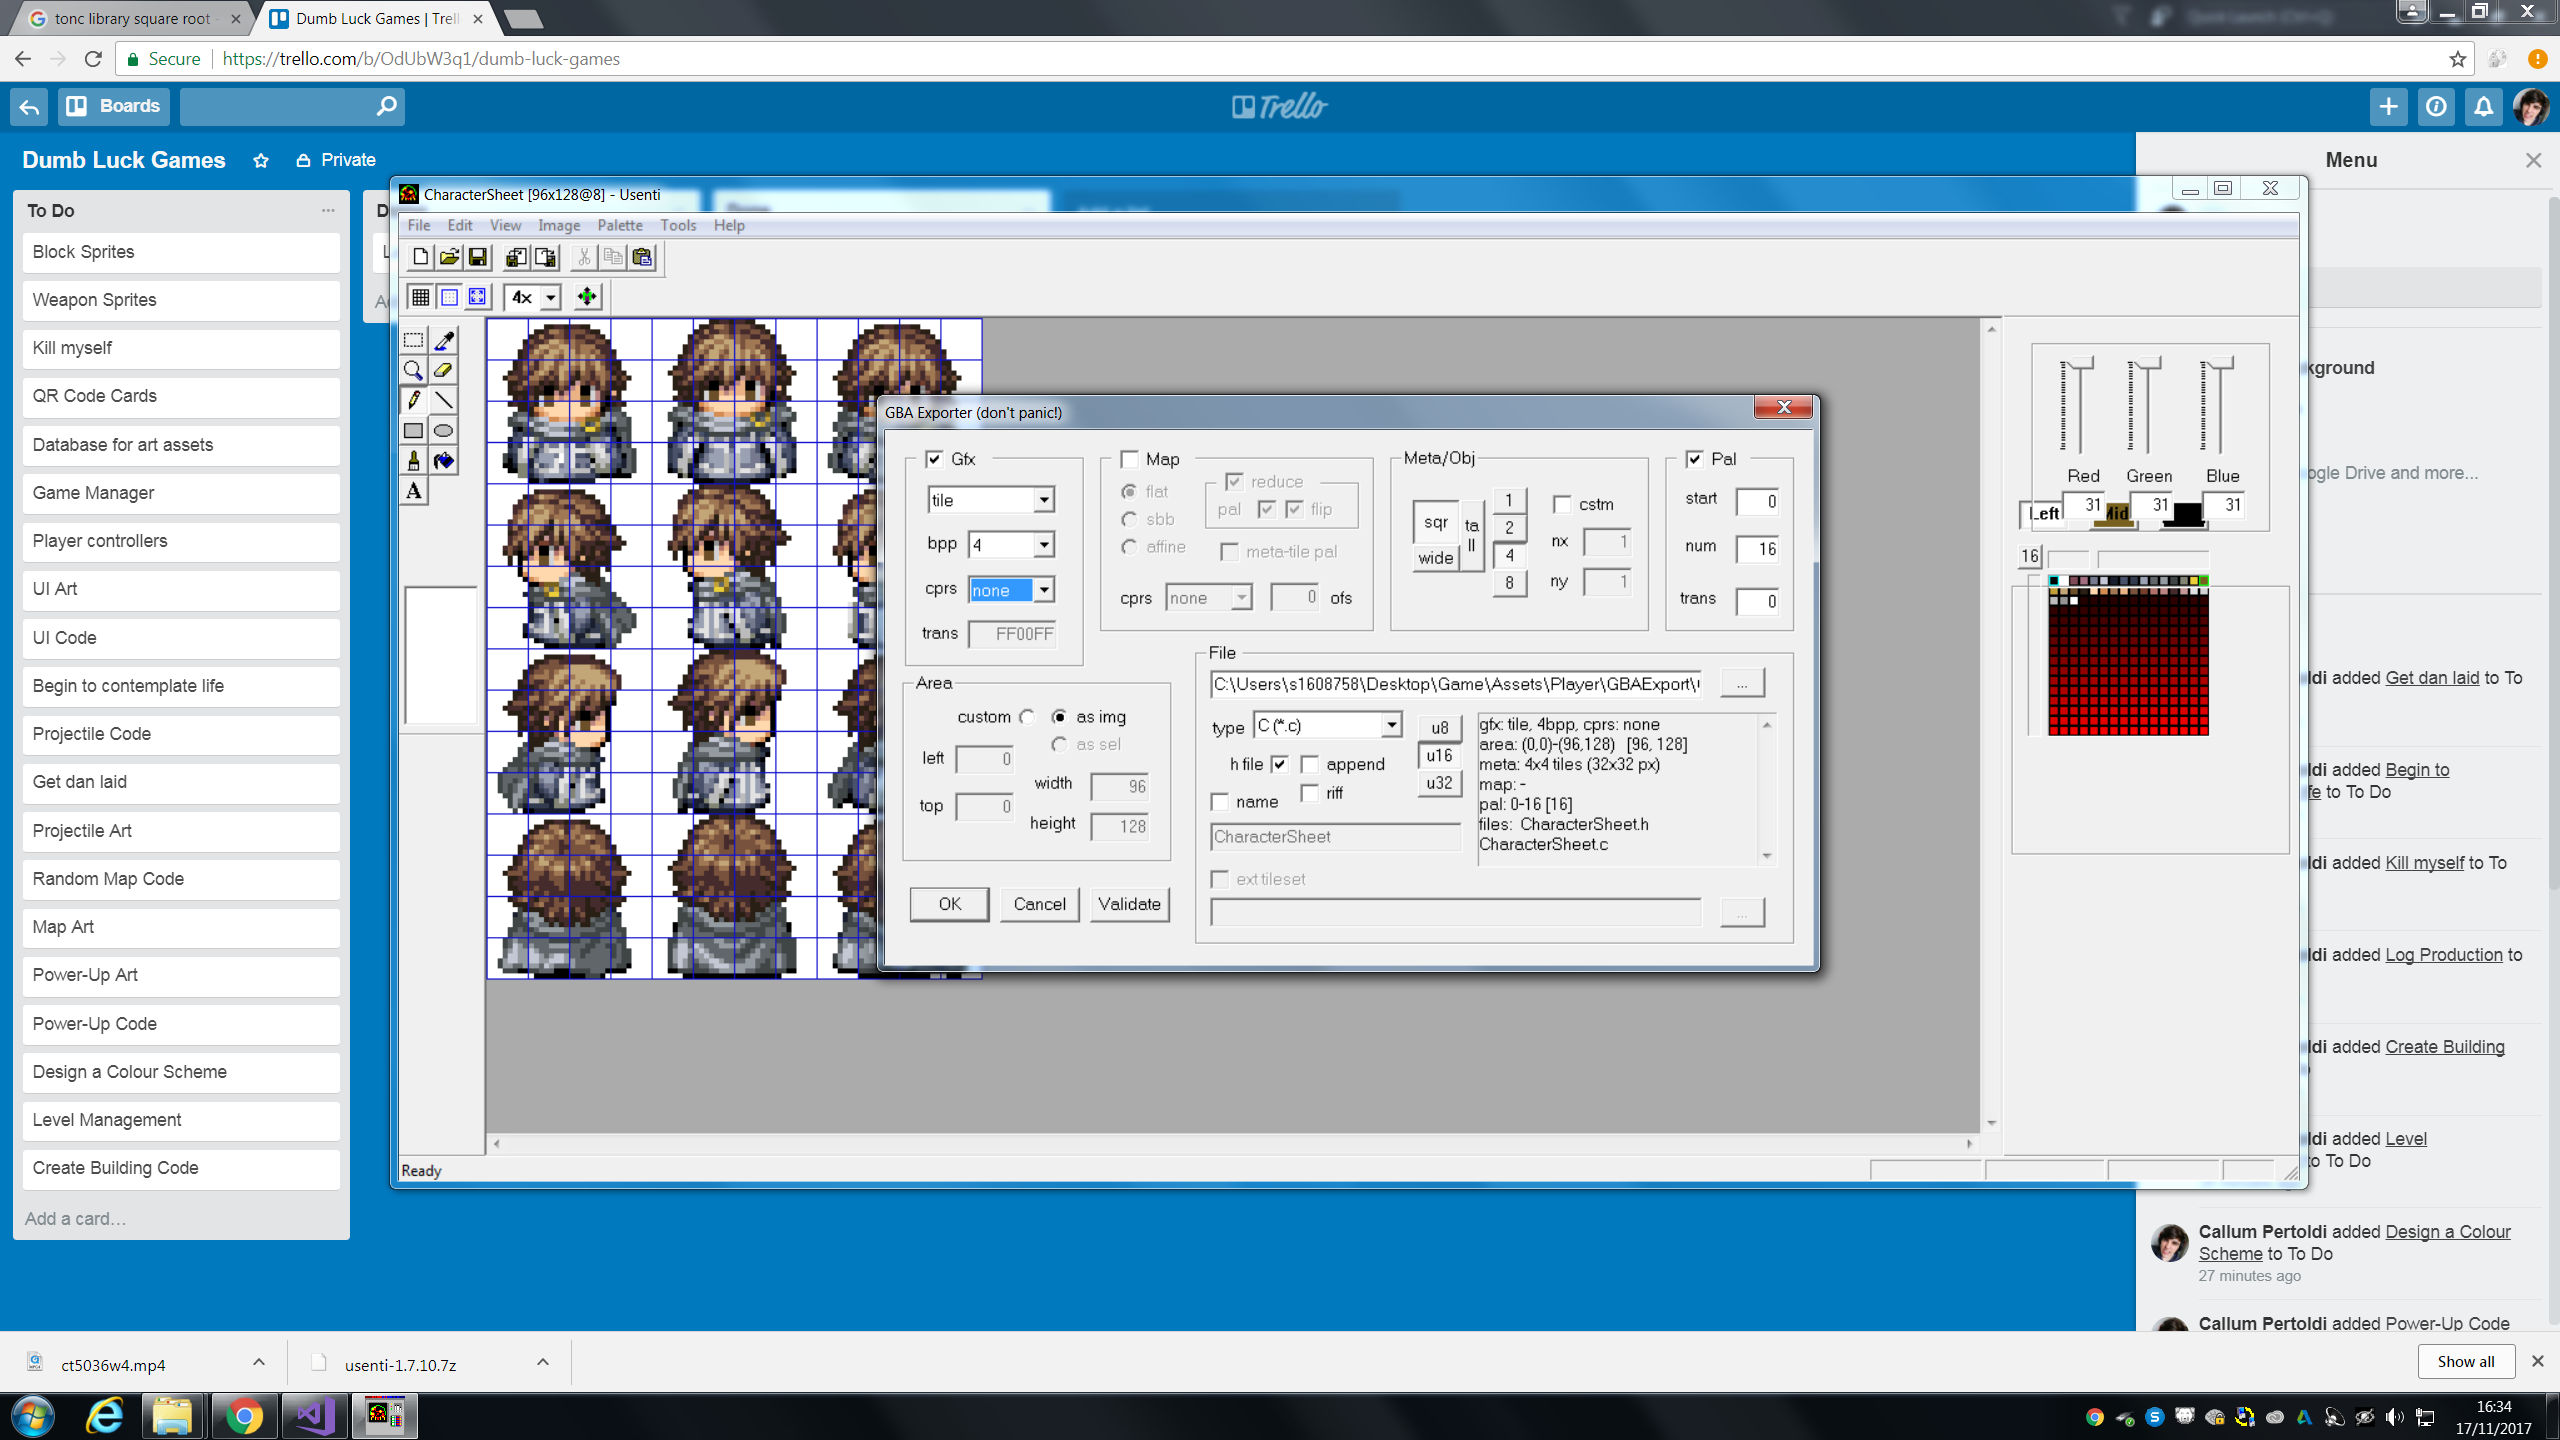 tonc library square root -
Dumb Luck Games | Trell
Secure
https://trello.com/b/OdUbW3q1/dumb-luck-games
Boards
Trello
Dumb Luck Games
Private
Menu
To Do
Block Sprites
Weapon Sprites
Kill myself
QR Code Cards
Database for art assets
Game Manager
Player controllers
UI Art
UI Code
Begin to contemplate life
Projectile Code
Get dan laid
Projectile Art
Random Map Code
Map Art
Power-Up Art
Power-Up Code
Design a Colour Scheme
Level Management
Create Building Code
Add a card...
CharacterSheet [96x128@8] - Usenti
File Edit View Image Palette Tools Help
4x
A
GBA Exporter (don't panic!)
Gfx
tile
bpp 4
cprs none
trans FF00FF
Map
flat
sbb
affine
reduce
pal flip
meta-tile pal
cprs none 0 ofs
Meta/Obj
sqr
tall
wide
1
2
4
8
cstm
nx 1
ny 1
Pal
start 0
num 16
trans 0
Area
custom as img
as sel
left 0
top 0
width 96
height 128
OK Cancel Validate
File
C:\Users\s1608758\Desktop\Game\Assets\Player\GBAExport\
...
type C (*.c)
h file append
name riff
CharacterSheet
u8
u16
u32
gfx: tile, 4bpp, cprs: none
area: (0,0)-(96,128) [96, 128]
meta: 4x4 tiles (32x32 px)
map: -
pal: 0-16 [16]
files: CharacterSheet.h
CharacterSheet.c
ext tileset
...
Red Green Blue
31 31 31
Left Mid
16
Ready
kground
ogle Drive and more...
ldi added Get dan laid to To
ldi added Begin to
fe to To Do
ldi added Kill myself to To
ldi added Log Production to
ldi added Create Building
ldi added Level
to To Do
Callum Pertoldi added Design a Colour
Scheme to To Do
27 minutes ago
Callum Pertoldi added Power-Up Code
ct5036w4.mp4
usenti-1.7.10.7z
Show all
16:34
17/11/2017